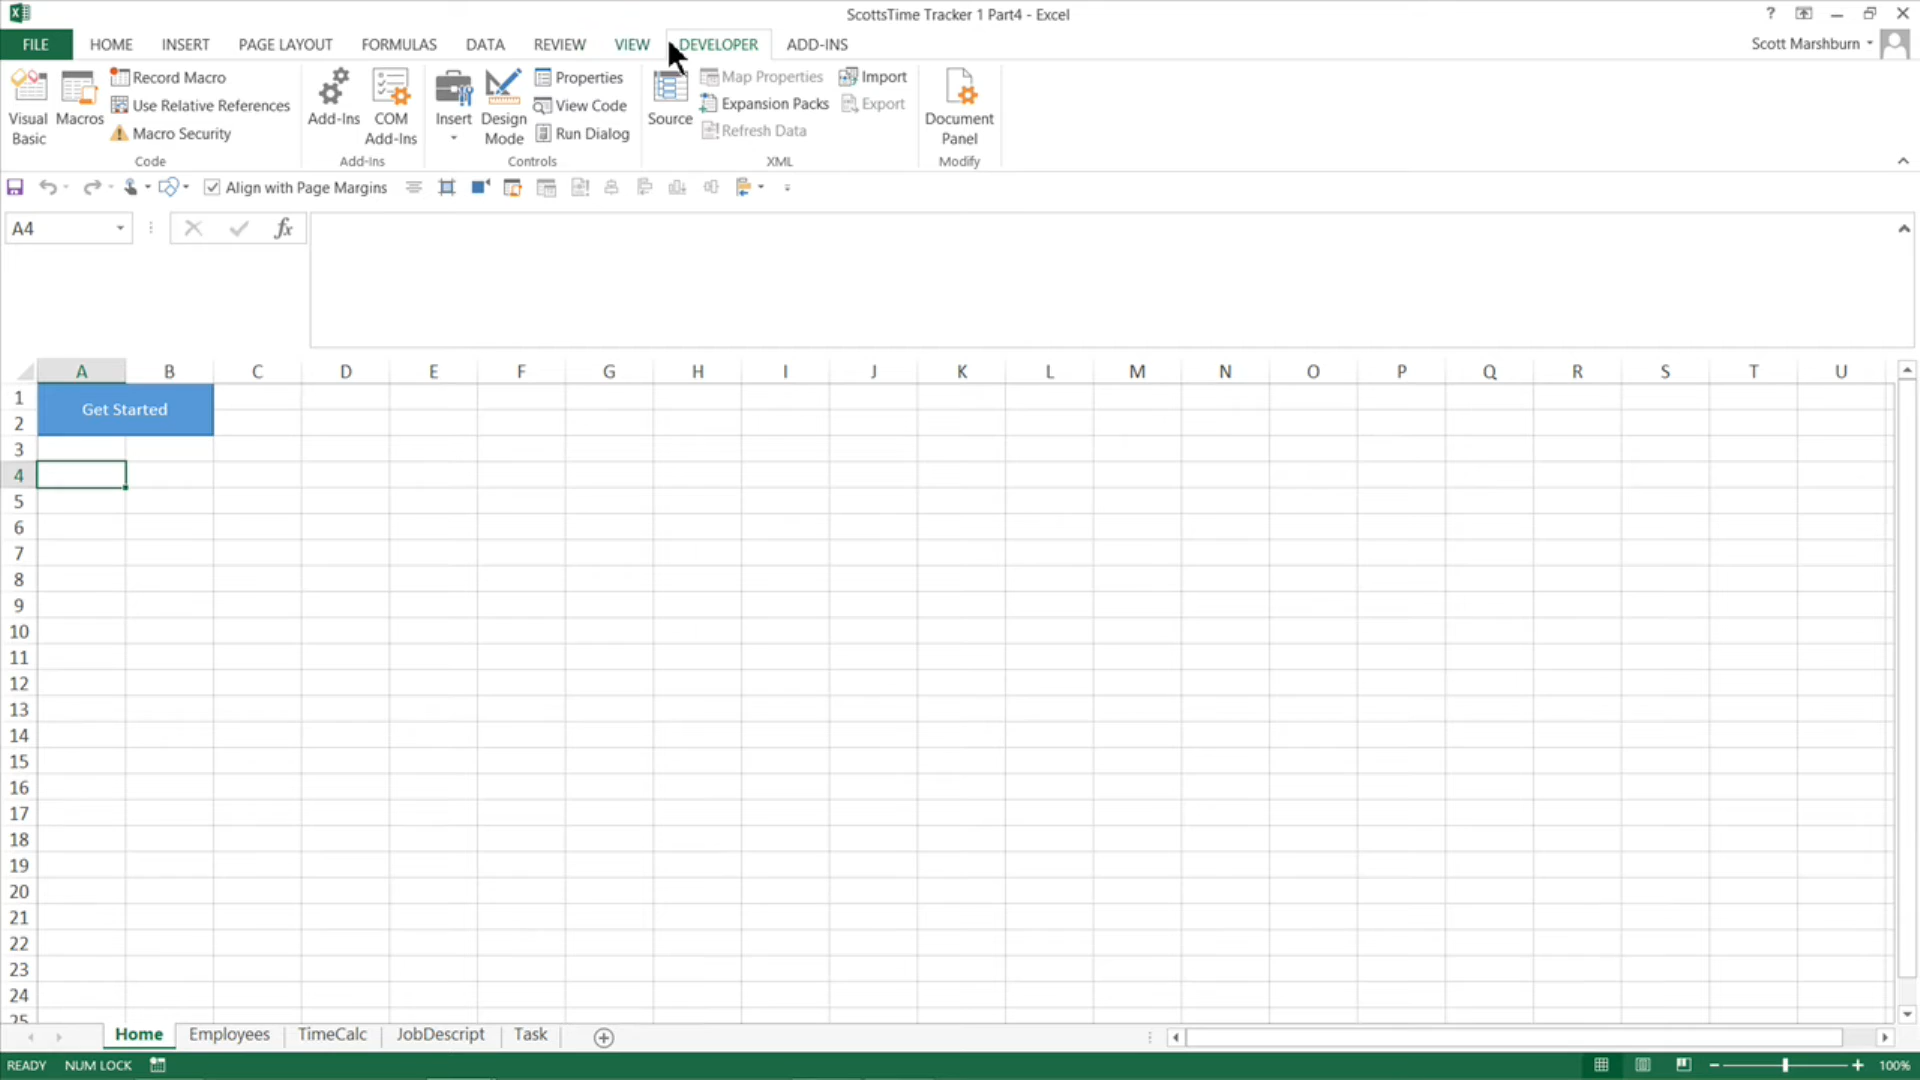 ScottsTime Tracker 1 Part4 - Excel
?
FILE HOME INSERT PAGE LAYOUT FORMULAS DATA REVIEW VIEW DEVELOPER ADD-INS
Scott Marshburn
Visual Basic
Macros
Record Macro
Use Relative References
Macro Security
Code
Add-Ins
COM Add-Ins
Add-Ins
Insert
Design Mode
Properties
View Code
Run Dialog
Controls
Source
Map Properties
Expansion Packs
Refresh Data
Import
Export
XML
Document Panel
Modify
Align with Page Margins
A4
fx
A B C D E F G H I J K L M N O P Q R S T U
1
Get Started
2
3
4
5
6
7
8
9
10
11
12
13
14
15
16
17
18
19
20
21
22
23
24
25
Home Employees TimeCalc JobDescript Task
READY NUM LOCK
100%